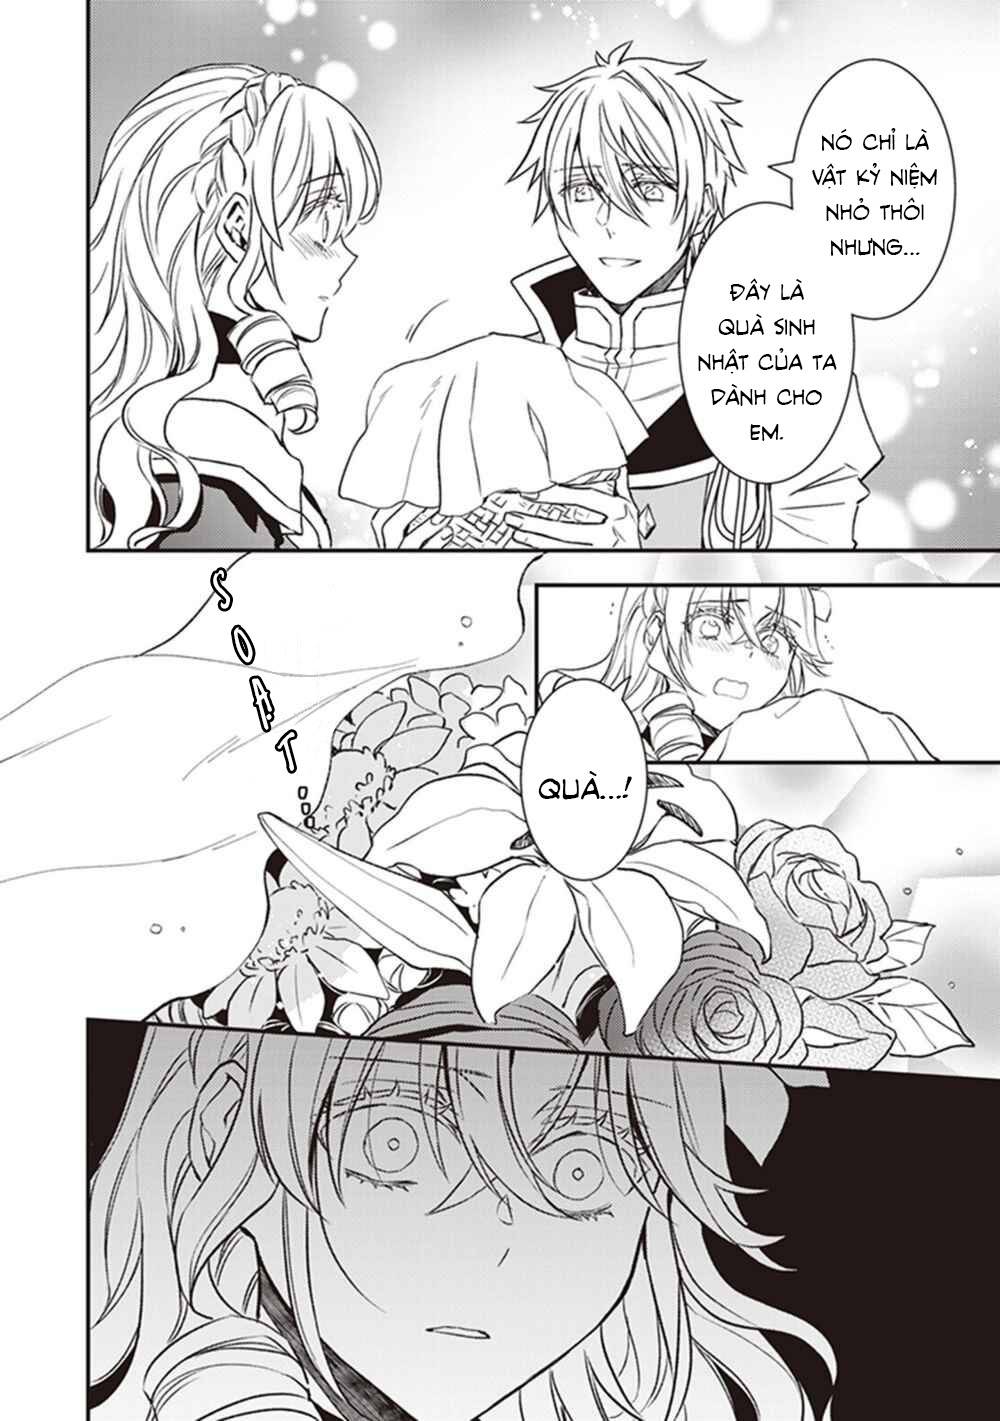 NÓ CHỈ LÀ
VẬT KỶ NIỆM
NHỎ THÔI
NHƯNG...
ĐÂY LÀ
QUÀ SINH
NHẬT CỦA TA
DÀNH CHO
EM.
QUÀ...!
SOẠT...